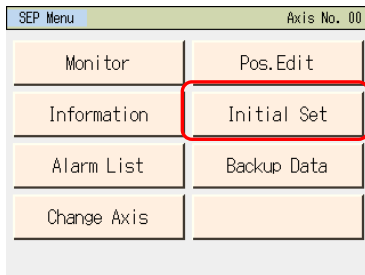 SEP Menu Axis No. 00
Monitor Pos.Edit
Information Initial Set
Alarm List Backup Data
Change Axis